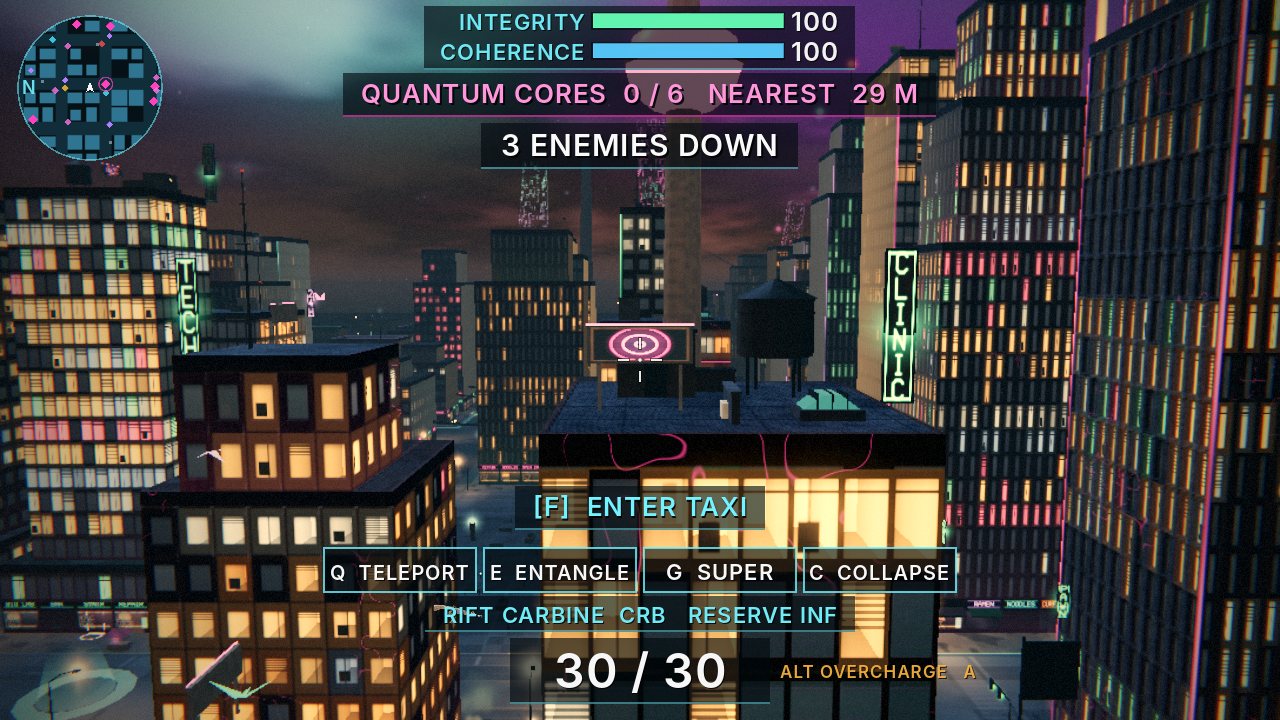 INTEGRITY 100
COHERENCE 100
N
QUANTUM CORES 0 / 6 NEAREST 29 M
3 ENEMIES DOWN
TECH
CLINIC
[F] ENTER TAXI
Q TELEPORT
E ENTANGLE
G SUPER
C COLLAPSE
RAMEN NOODLES
RIFT CARBINE CRB RESERVE INF
30 / 30
ALT OVERCHARGE A